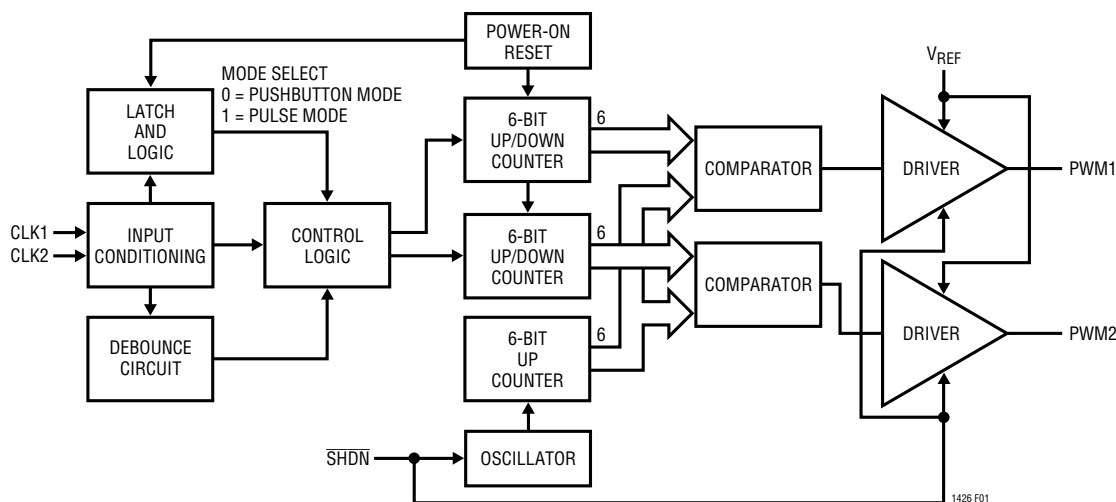 POWER-ON
RESET
V_REF
MODE SELECT
0 = PUSHBUTTON MODE
1 = PULSE MODE
LATCH
AND
LOGIC
6-BIT
UP/DOWN
COUNTER
6
COMPARATOR
DRIVER
PWM1
CLK1
CLK2
INPUT
CONDITIONING
CONTROL
LOGIC
6-BIT
UP/DOWN
COUNTER
6
COMPARATOR
DRIVER
PWM2
DEBOUNCE
CIRCUIT
6-BIT
UP
COUNTER
6
SHDN
OSCILLATOR
1426 F01